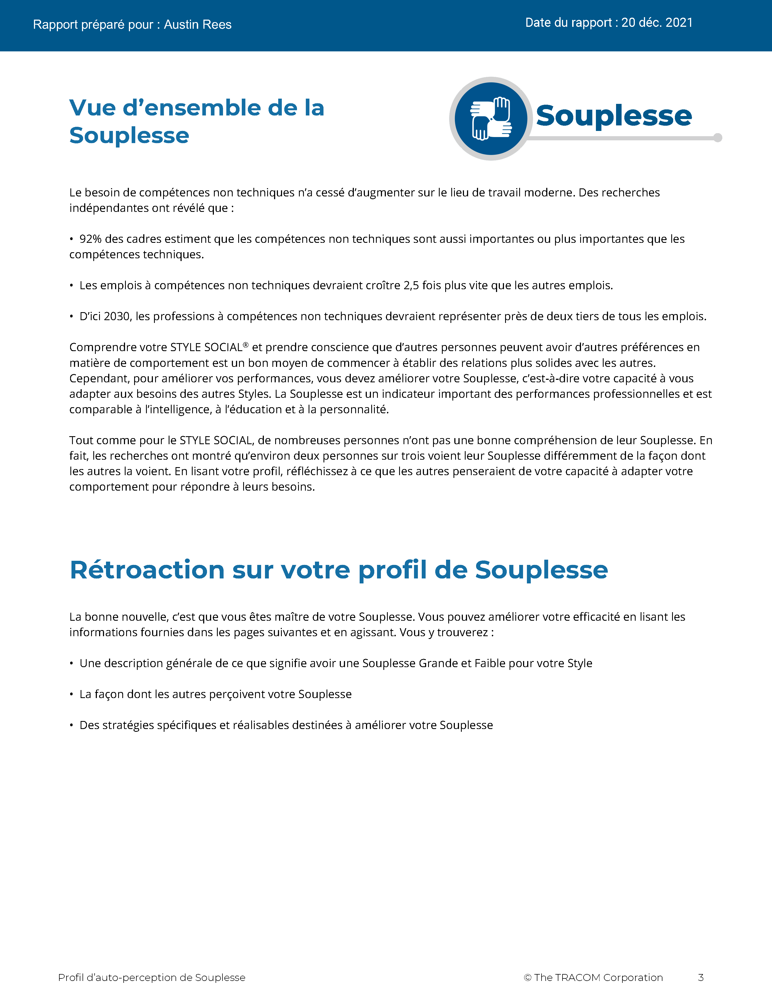 Rapport préparé pour : Austin Rees
Date du rapport : 20 déc. 2021
Vue d’ensemble de la
Souplesse
Souplesse
Le besoin de compétences non techniques n’a cessé d’augmenter sur le lieu de travail moderne. Des recherches
indépendantes ont révélé que :
• 92% des cadres estiment que les compétences non techniques sont aussi importantes ou plus importantes que les
compétences techniques.
• Les emplois à compétences non techniques devraient croître 2,5 fois plus vite que les autres emplois.
• D’ici 2030, les professions à compétences non techniques devraient représenter près de deux tiers de tous les emplois.
Comprendre votre STYLE SOCIAL® et prendre conscience que d’autres personnes peuvent avoir d’autres préférences en
matière de comportement est un bon moyen de commencer à établir des relations plus solides avec les autres.
Cependant, pour améliorer vos performances, vous devez améliorer votre Souplesse, c’est-à-dire votre capacité à vous
adapter aux besoins des autres Styles. La Souplesse est un indicateur important des performances professionnelles et est
comparable à l’intelligence, à l’éducation et à la personnalité.
Tout comme pour le STYLE SOCIAL, de nombreuses personnes n’ont pas une bonne compréhension de leur Souplesse. En
fait, les recherches ont montré qu’environ deux personnes sur trois voient leur Souplesse différemment de la façon dont
les autres la voient. En lisant votre profil, réfléchissez à ce que les autres penseraient de votre capacité à adapter votre
comportement pour répondre à leurs besoins.
Rétroaction sur votre profil de Souplesse
La bonne nouvelle, c’est que vous êtes maître de votre Souplesse. Vous pouvez améliorer votre efficacité en lisant les
informations fournies dans les pages suivantes et en agissant. Vous y trouverez :
• Une description générale de ce que signifie avoir une Souplesse Grande et Faible pour votre Style
• La façon dont les autres perçoivent votre Souplesse
• Des stratégies spécifiques et réalisables destinées à améliorer votre Souplesse
Profil d’auto-perception de Souplesse
© The TRACOM Corporation
3